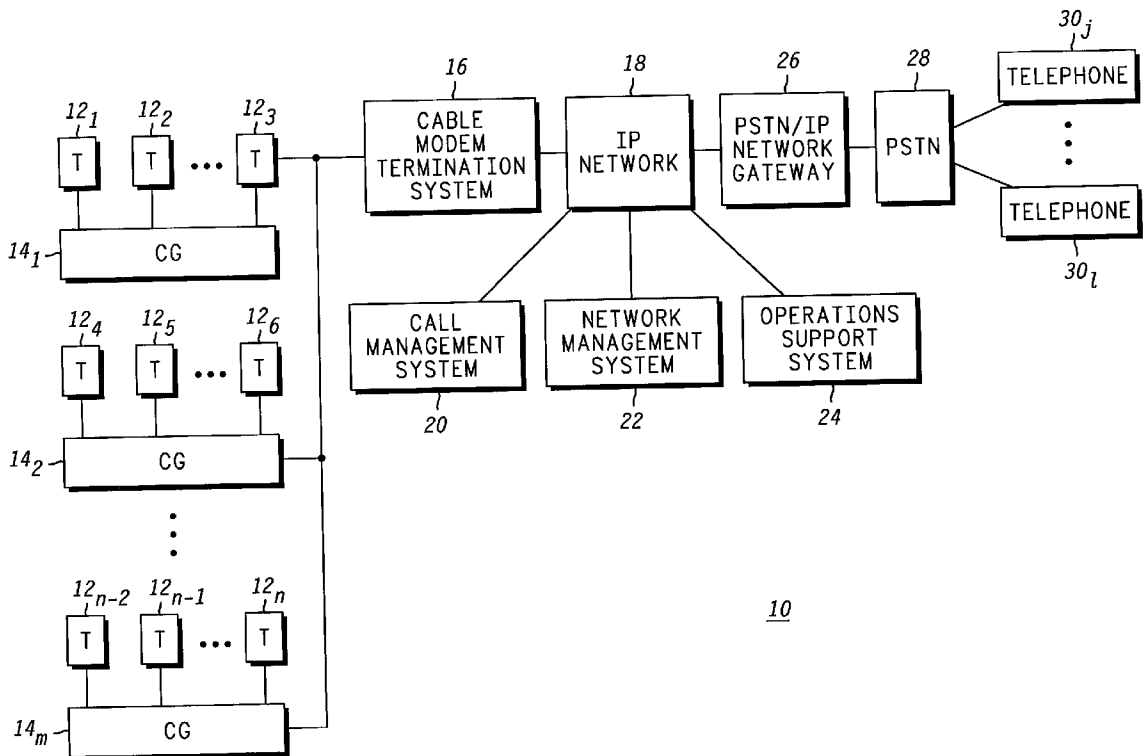 12₁ 12₂ 12₃
T T ••• T
14₁ CG
12₄ 12₅ 12₆
T T ••• T
14₂ CG
12ₙ₋₂ 12ₙ₋₁ 12ₙ
T T ••• T
14ₘ CG
16
CABLE
MODEM
TERMINATION
SYSTEM
18
IP
NETWORK
26
PSTN/IP
NETWORK
GATEWAY
28
PSTN
30ⱼ
TELEPHONE
TELEPHONE
30ₗ
CALL
MANAGEMENT
SYSTEM
20
NETWORK
MANAGEMENT
SYSTEM
22
OPERATIONS
SUPPORT
SYSTEM
24
10